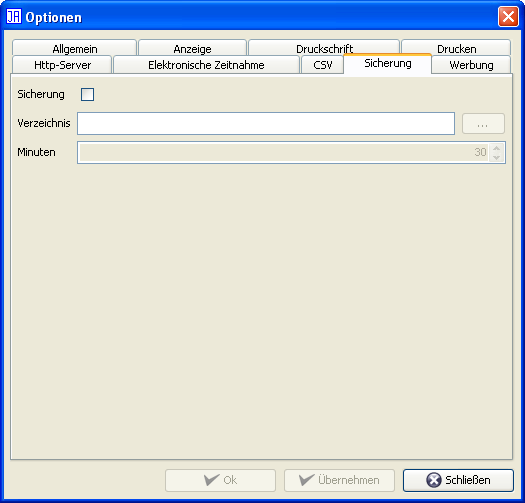 JA Optionen
Allgemein Anzeige Druckschrift Drucken
Http-Server Elektronische Zeitnahme CSV Sicherung Werbung
Sicherung
Verzeichnis ...
Minuten 30
Ok Übernehmen Schließen